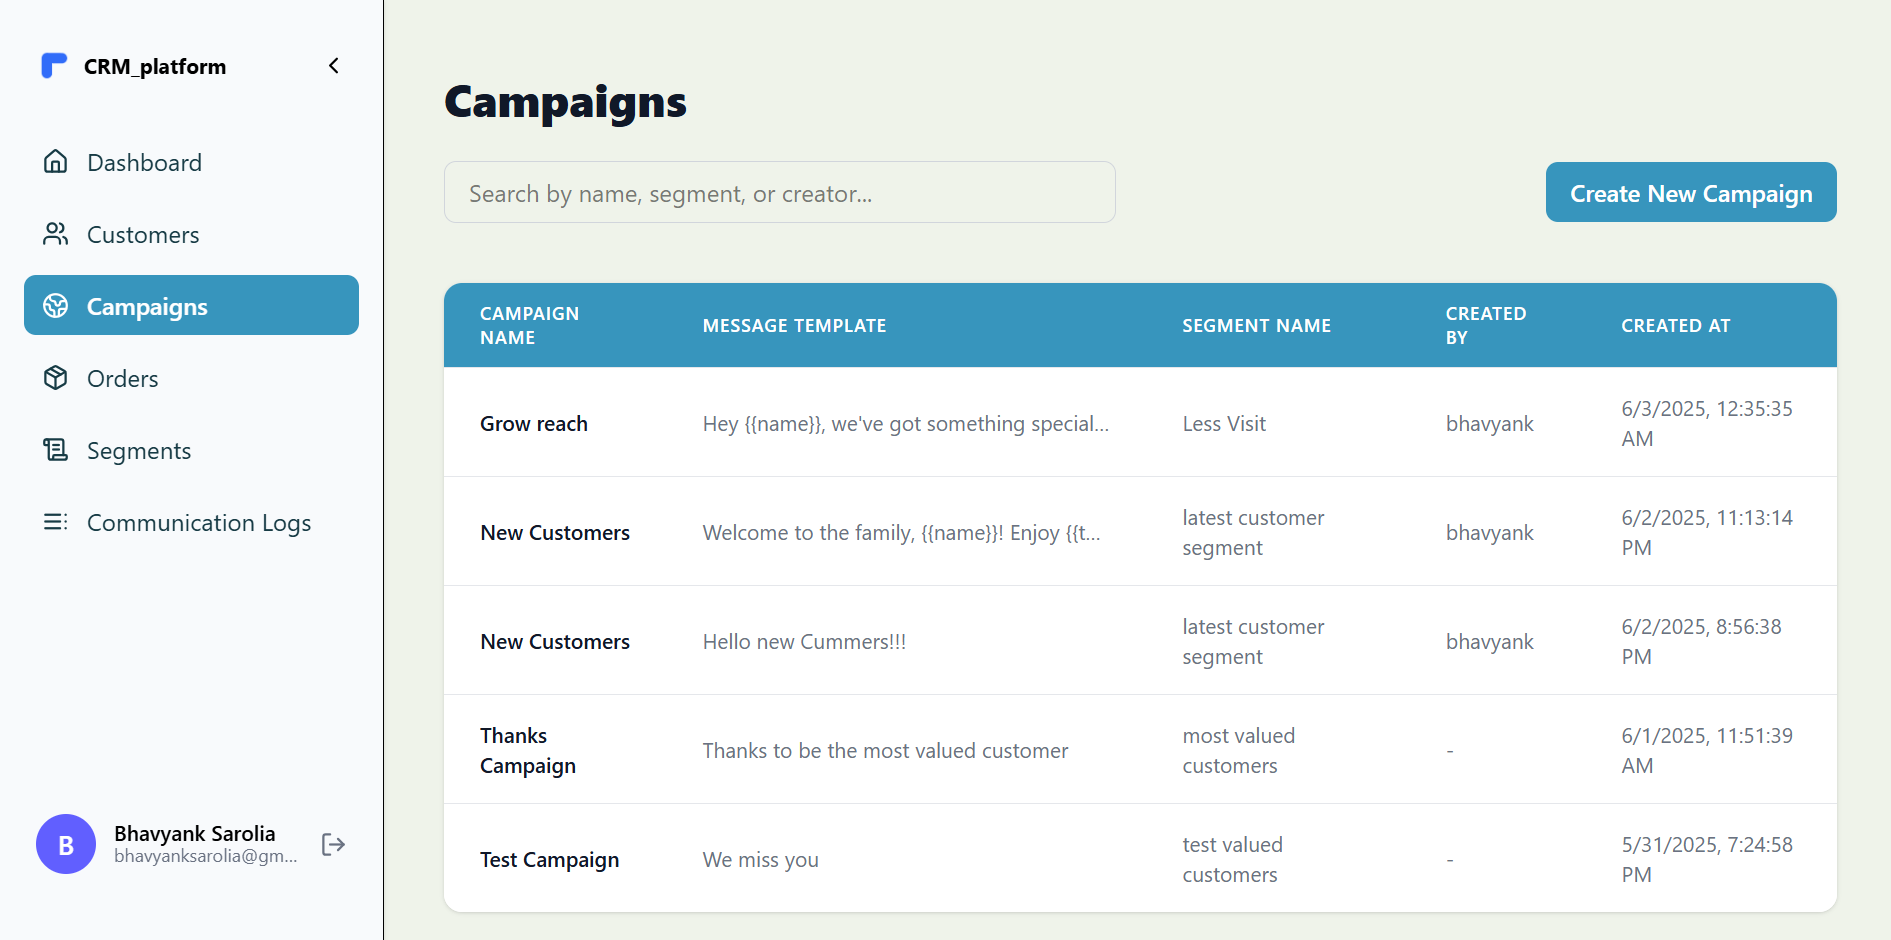 CRM_platform
Dashboard
Customers
Campaigns
Orders
Segments
Communication Logs
B
Bhavyank Sarolia
bhavyanksarolia@gm...
Campaigns
Search by name, segment, or creator...
Create New Campaign
CAMPAIGN
NAME
MESSAGE TEMPLATE
SEGMENT NAME
CREATED
BY
CREATED AT
Grow reach
Hey {{name}}, we've got something special...
Less Visit
bhavyank
6/3/2025, 12:35:35
AM
New Customers
Welcome to the family, {{name}}! Enjoy {{t...
latest customer
segment
bhavyank
6/2/2025, 11:13:14
PM
New Customers
Hello new Cummers!!!
latest customer
segment
bhavyank
6/2/2025, 8:56:38
PM
Thanks
Campaign
Thanks to be the most valued customer
most valued
customers
-
6/1/2025, 11:51:39
AM
Test Campaign
We miss you
test valued
customers
-
5/31/2025, 7:24:58
PM